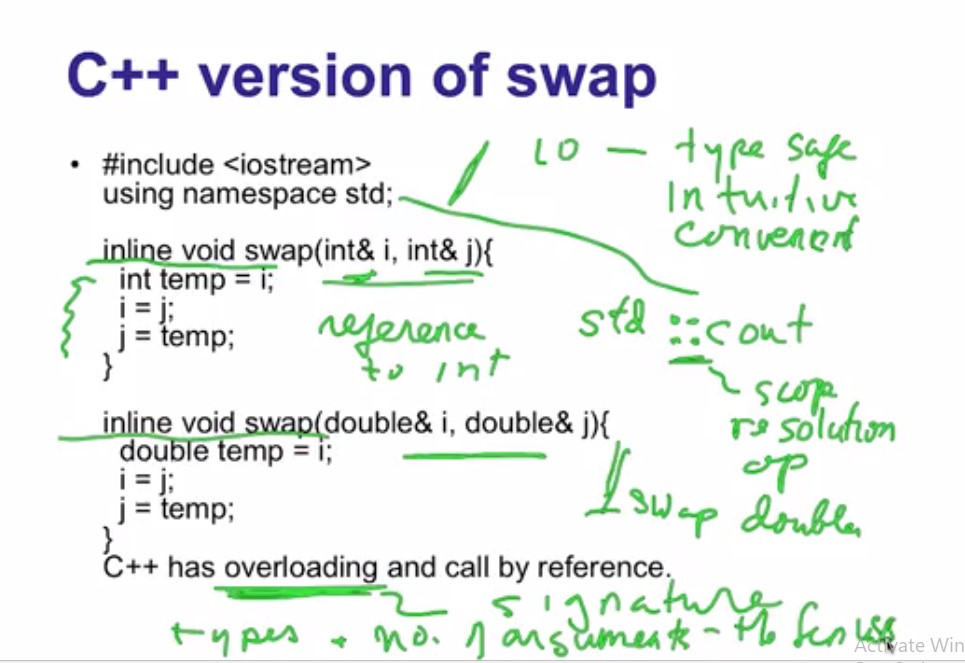 C++ version of swap
• #include <iostream>
using namespace std;
IO — type safe
Intuitive
convenent
inline void swap(int& i, int& j){
int temp = i;
i = j;
j = temp;
}
reference
to int
std ::cout
scope
resolution
op
inline void swap(double& i, double& j){
double temp = i;
i = j;
j = temp;
}
swap double
C++ has overloading and call by reference.
signature
types + no. of arguments - the fcn
Activate Win